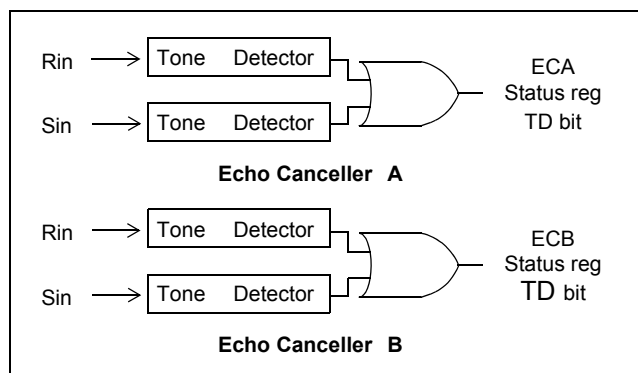 Rin
Tone Detector
Sin
Tone Detector
ECA
Status reg
TD bit
Echo Canceller A
Rin
Tone Detector
Sin
Tone Detector
ECB
Status reg
TD bit
Echo Canceller B